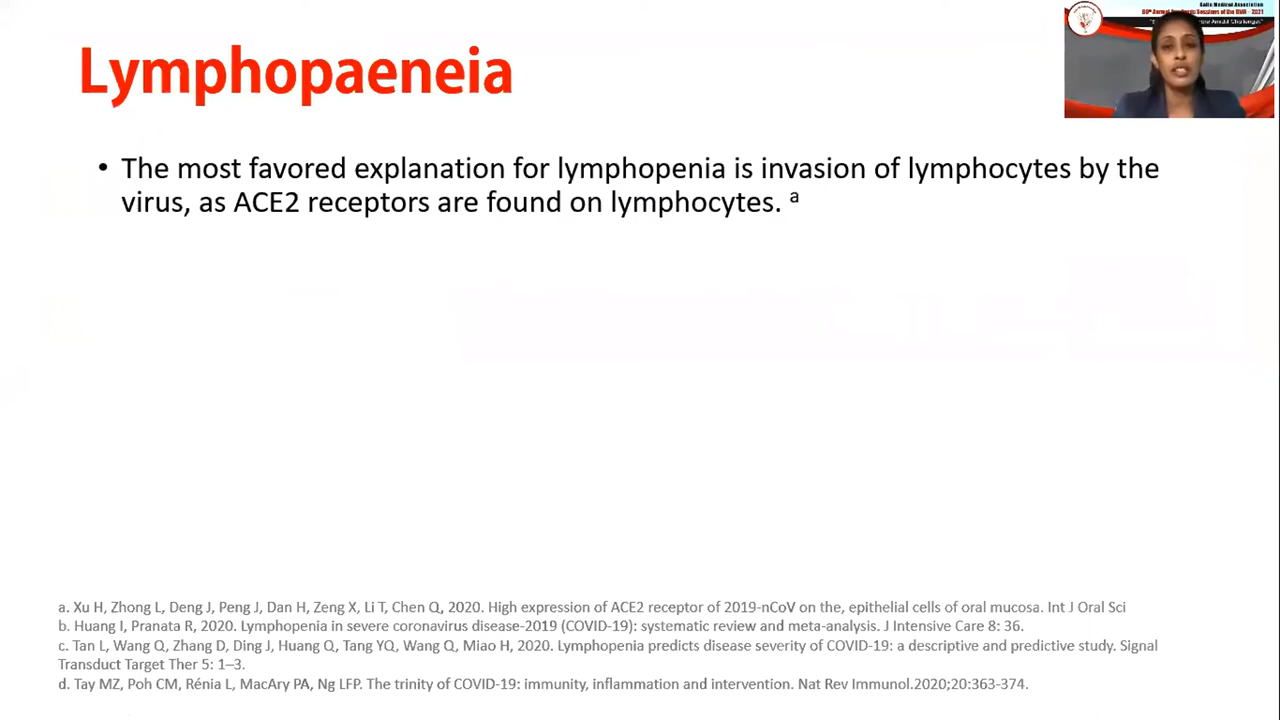 Lymphopaeneia
Galle Medical Association
• The most favored explanation for lymphopenia is invasion of lymphocytes by the
virus, as ACE2 receptors are found on lymphocytes. a
a. Xu H, Zhong L, Deng J, Peng J, Dan H, Zeng X, Li T, Chen Q, 2020. High expression of ACE2 receptor of 2019-nCoV on the, epithelial cells of oral mucosa. Int J Oral Sci
b. Huang I, Pranata R, 2020. Lymphopenia in severe coronavirus disease-2019 (COVID-19): systematic review and meta-analysis. J Intensive Care 8: 36.
c. Tan L, Wang Q, Zhang D, Ding J, Huang Q, Tang YQ, Wang Q, Miao H, 2020. Lymphopenia predicts disease severity of COVID-19: a descriptive and predictive study. Signal
Transduct Target Ther 5: 1–3.
d. Tay MZ, Poh CM, Rénia L, MacAry PA, Ng LFP. The trinity of COVID-19: immunity, inflammation and intervention. Nat Rev Immunol.2020;20:363-374.